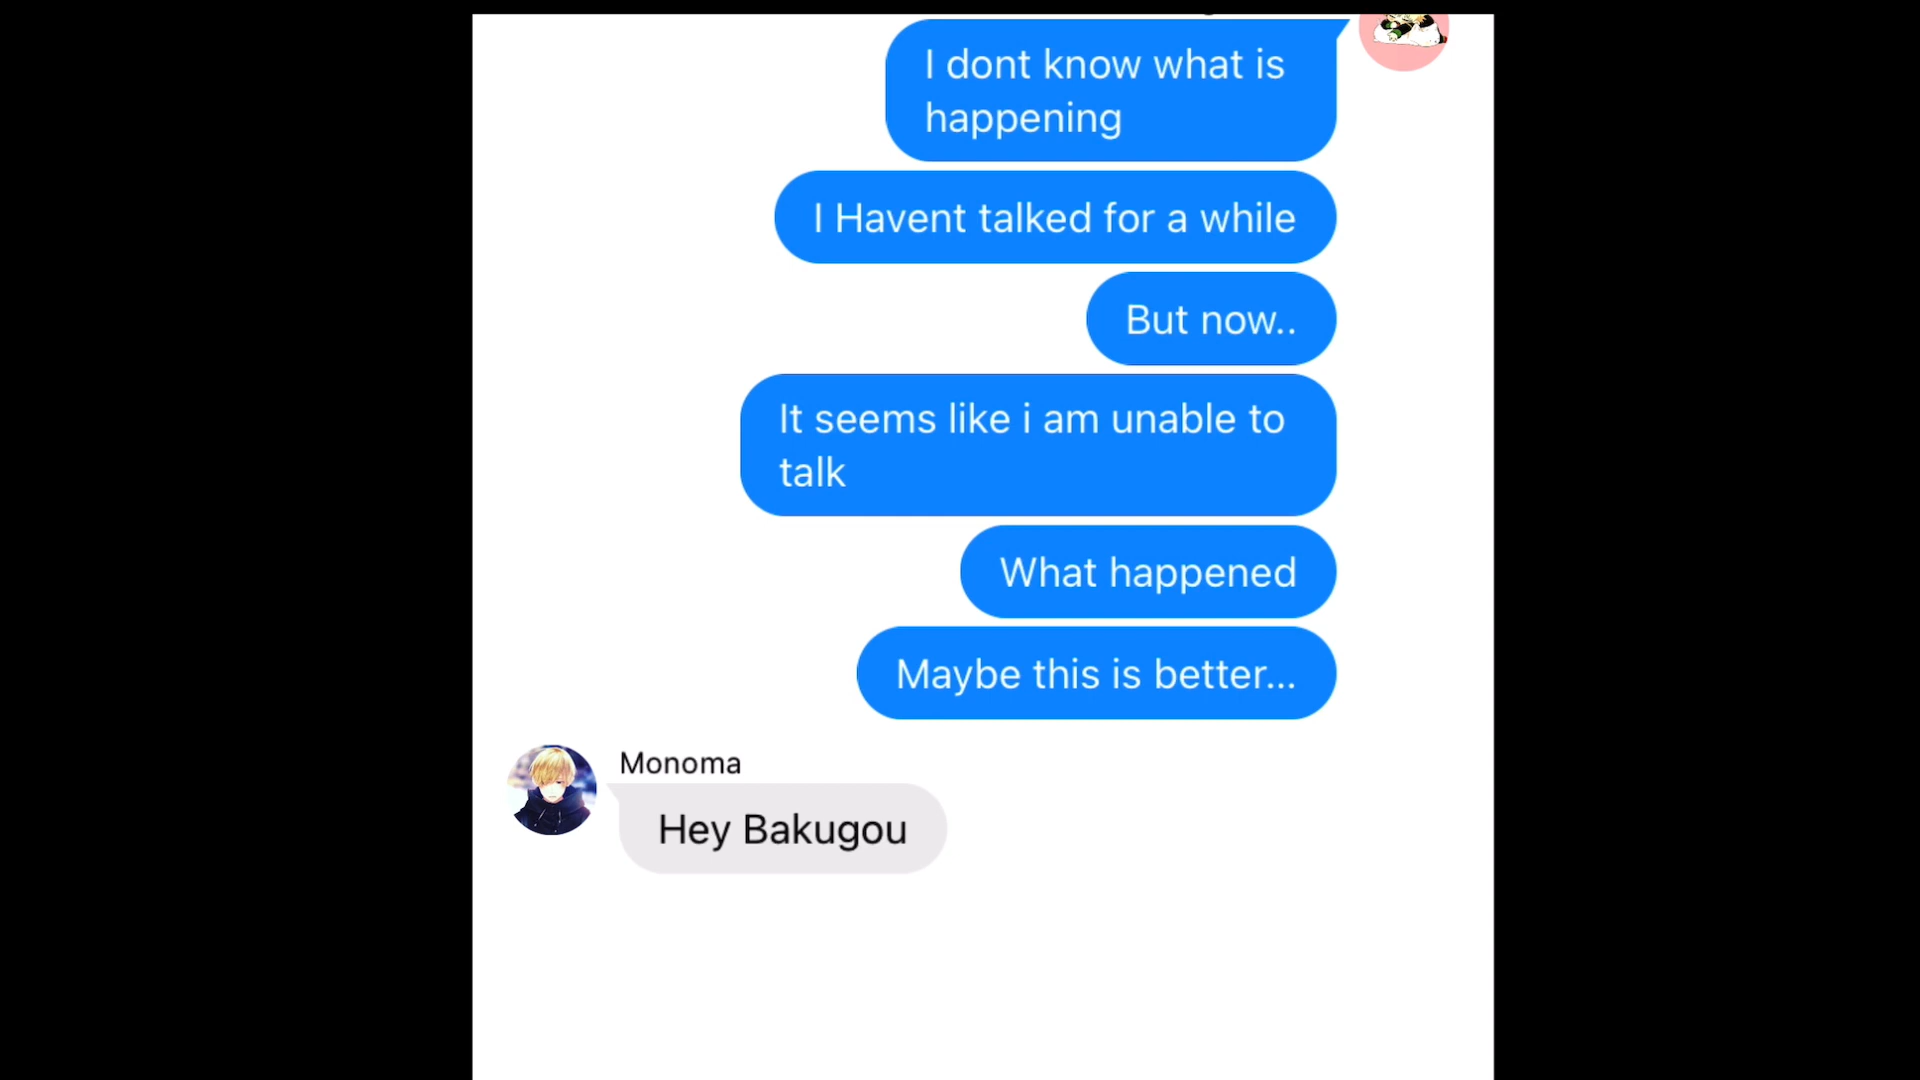 I dont know what is
happening
I Havent talked for a while
But now..
It seems like i am unable to
talk
What happened
Maybe this is better...
Monoma
Hey Bakugou